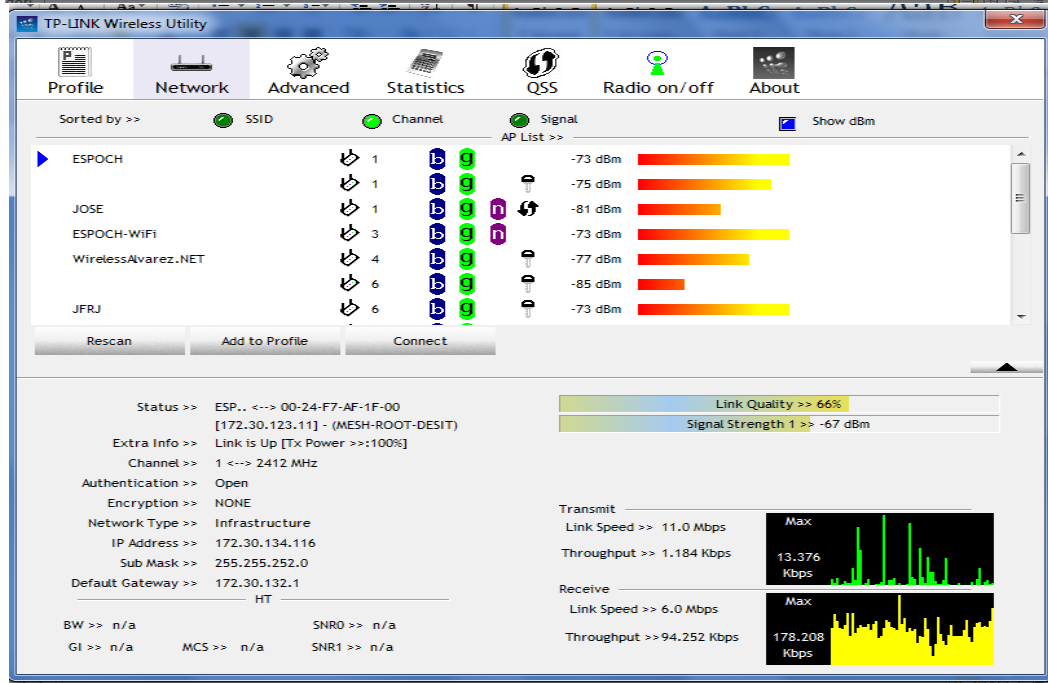 TP-LINK Wireless Utility
Profile Network Advanced Statistics QSS Radio on/off About
Sorted by >> SSID Channel Signal Show dBm
AP List >>
ESPOCH 1 b g -73 dBm
1 b g -75 dBm
JOSE 1 b g n -81 dBm
ESPOCH-WiFi 3 b g n -73 dBm
WirelessAlvarez.NET 4 b g -77 dBm
6 b g -85 dBm
JFRJ 6 b g -73 dBm
Rescan Add to Profile Connect
Status >> ESP.. <--> 00-24-F7-AF-1F-00
[172.30.123.11] - (MESH-ROOT-DESIT)
Extra Info >> Link is Up [Tx Power >>:100%]
Channel >> 1 <--> 2412 MHz
Authentication >> Open
Encryption >> NONE
Network Type >> Infrastructure
IP Address >> 172.30.134.116
Sub Mask >> 255.255.252.0
Default Gateway >> 172.30.132.1
HT
BW >> n/a SNR0 >> n/a
GI >> n/a MCS >> n/a SNR1 >> n/a
Link Quality >> 66%
Signal Strength 1 >> -67 dBm
Transmit
Link Speed >> 11.0 Mbps
Throughput >> 1.184 Kbps
Max
13.376
Kbps
Receive
Link Speed >> 6.0 Mbps
Throughput >>94.252 Kbps
Max
178.208
Kbps